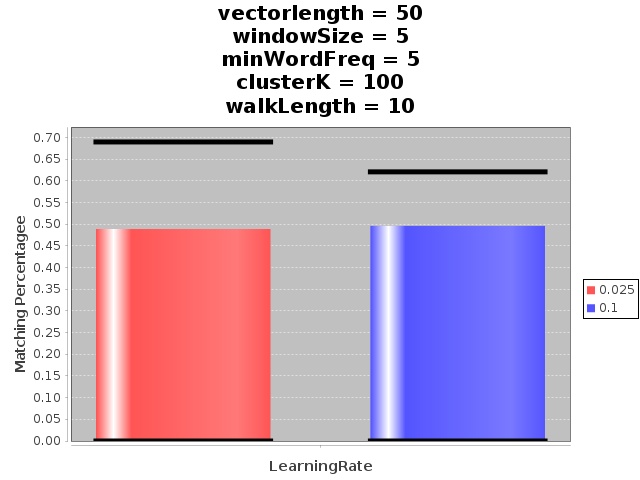 vectorlength = 50
windowSize = 5
minWordFreq = 5
clusterK = 100
walkLength = 10
0.70
0.65
0.60
0.55
0.50
0.45
0.40
0.35
0.30
0.25
0.20
0.15
0.10
0.05
0.00
Matching Percentagee
LearningRate
0.025
0.1